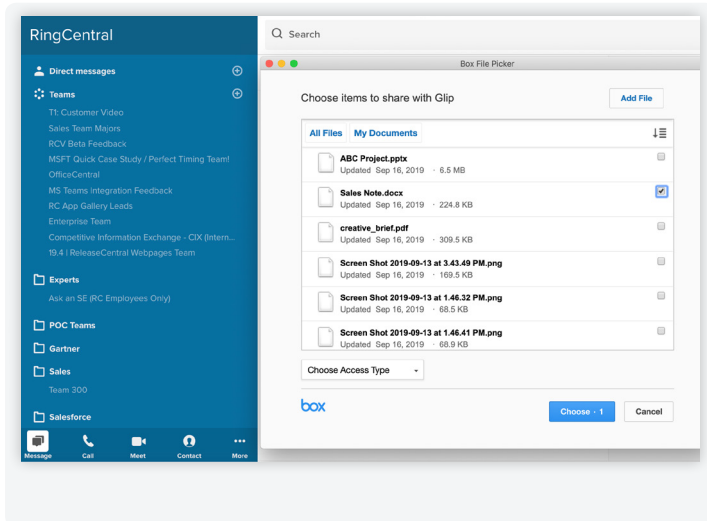 RingCentral
Direct messages
Teams
T1: Customer Video
Sales Team Majors
RCV Beta Feedback
MSFT Quick Case Study / Perfect Timing Team!
OfficeCentral
MS Teams Integration Feedback
RC App Gallery Leads
Enterprise Team
Competitive Information Exchange - CIX (Intern...
19.4 | ReleaseCentral Webpages Team
Experts
Ask an SE (RC Employees Only)
POC Teams
Gartner
Sales
Team 300
Salesforce
Message Call Meet Contact More
Search
Box File Picker
Choose items to share with Glip
Add File
All Files My Documents
ABC Project.pptx
Updated Sep 16, 2019 · 6.5 MB
Sales Note.docx
Updated Sep 16, 2019 · 224.8 KB
creative_brief.pdf
Updated Sep 16, 2019 · 309.5 KB
Screen Shot 2019-09-13 at 3.43.49 PM.png
Updated Sep 16, 2019 · 169.5 KB
Screen Shot 2019-09-13 at 1.46.32 PM.png
Updated Sep 16, 2019 · 68.5 KB
Screen Shot 2019-09-13 at 1.46.41 PM.png
Updated Sep 16, 2019 · 68.9 KB
Choose Access Type
box
Choose · 1
Cancel